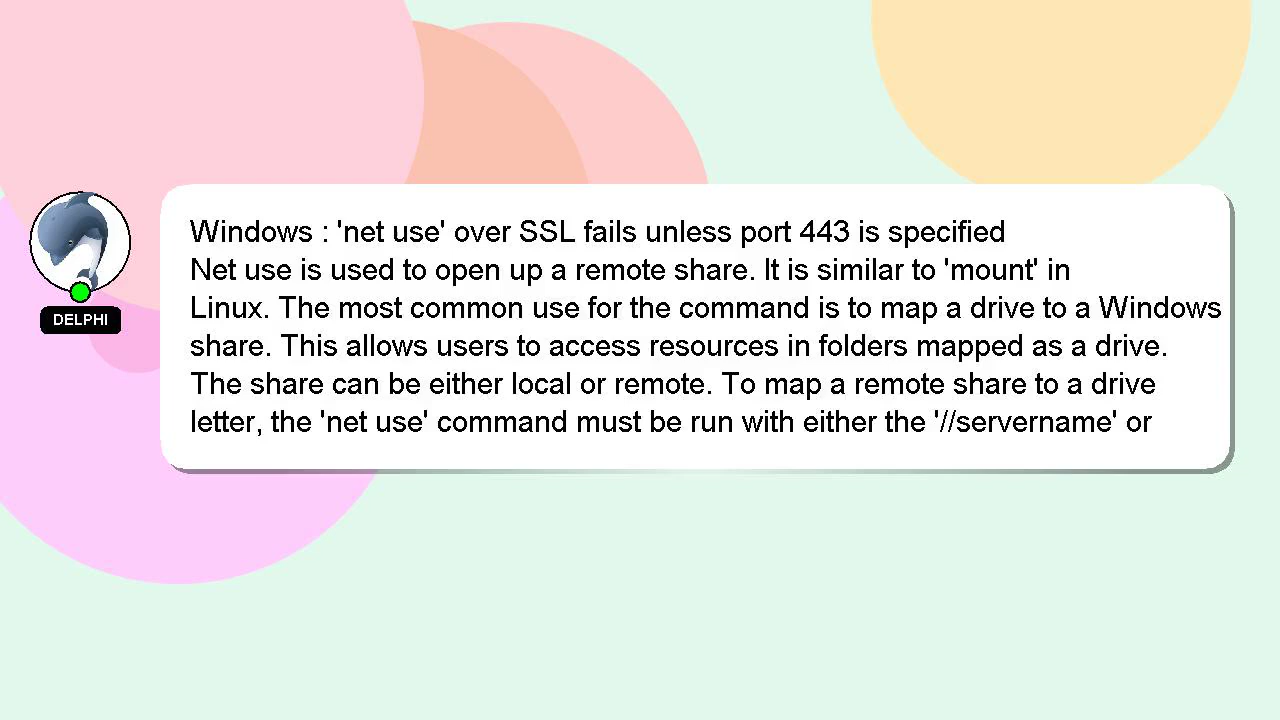 Windows : 'net use' over SSL fails unless port 443 is specified
Net use is used to open up a remote share. It is similar to 'mount' in
Linux. The most common use for the command is to map a drive to a Windows
share. This allows users to access resources in folders mapped as a drive.
The share can be either local or remote. To map a remote share to a drive
letter, the 'net use' command must be run with either the '//servername' or
DELPHI